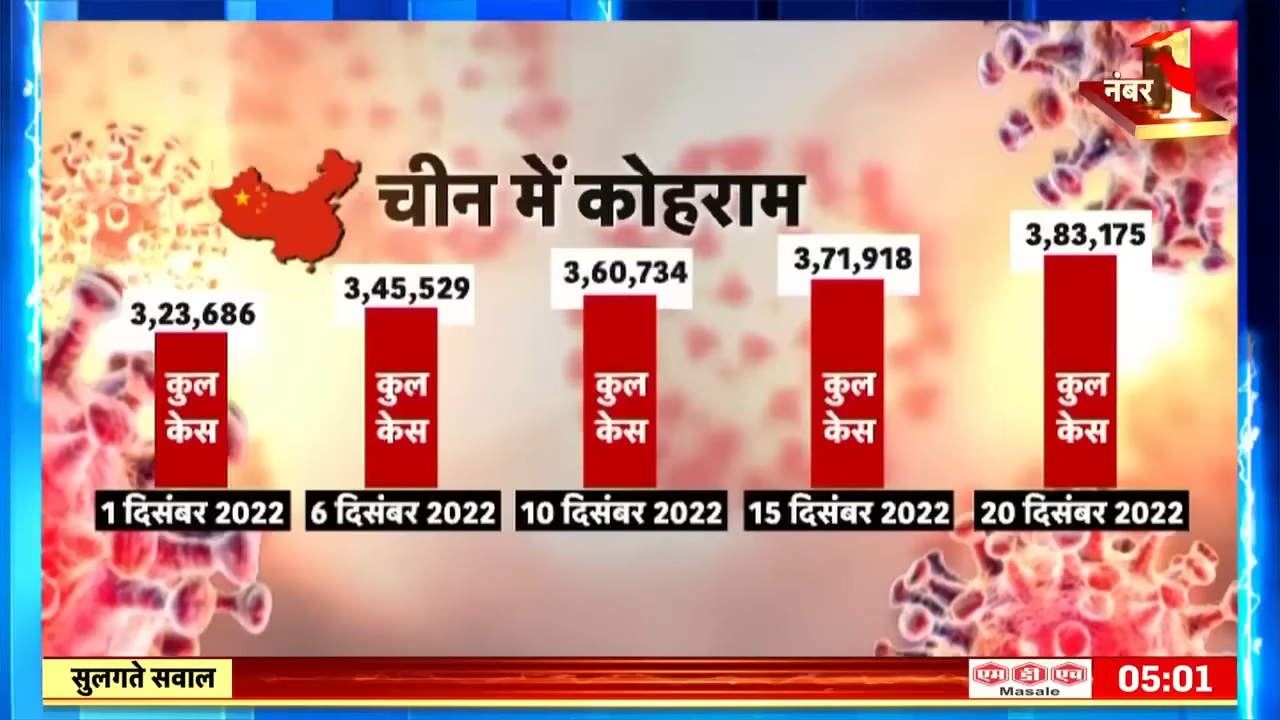 नंबर 1
चीन में कोहराम
3,23,686
3,45,529
3,60,734
3,71,918
3,83,175
कुल
केस
कुल
केस
कुल
केस
कुल
केस
कुल
केस
1 दिसंबर 2022
6 दिसंबर 2022
10 दिसंबर 2022
15 दिसंबर 2022
20 दिसंबर 2022
सुलगते सवाल
एम डी एच
Masale
05:01